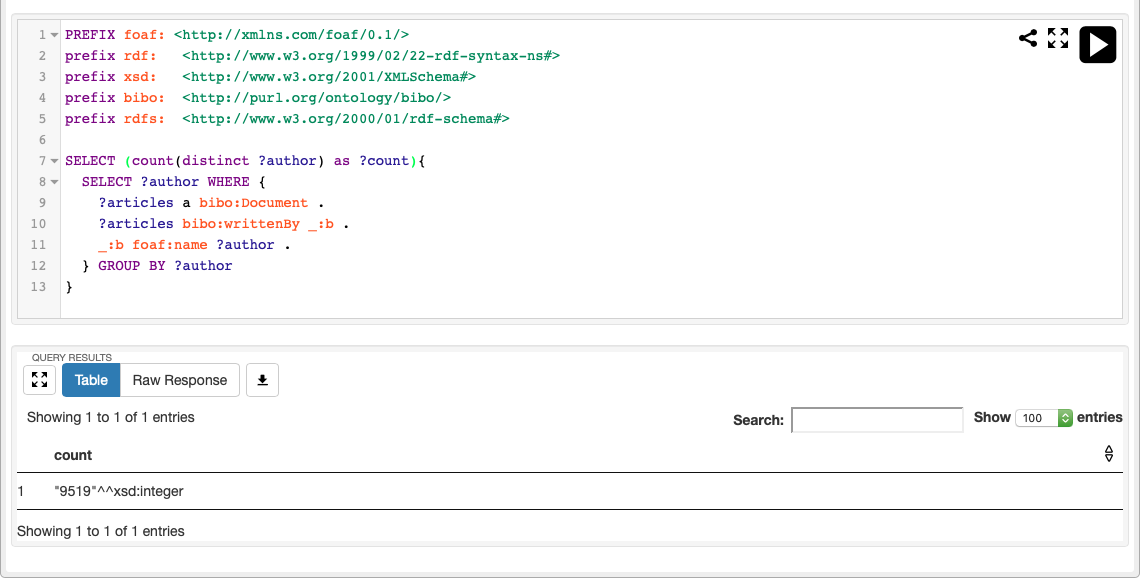 1 PREFIX foaf: <http://xmlns.com/foaf/0.1/>
2 prefix rdf:   <http://www.w3.org/1999/02/22-rdf-syntax-ns#>
3 prefix xsd:   <http://www.w3.org/2001/XMLSchema#>
4 prefix bibo:  <http://purl.org/ontology/bibo/>
5 prefix rdfs:  <http://www.w3.org/2000/01/rdf-schema#>
6
7 SELECT (count(distinct ?author) as ?count){
8   SELECT ?author WHERE {
9     ?articles a bibo:Document .
10     ?articles bibo:writtenBy _:b .
11     _:b foaf:name ?author .
12   } GROUP BY ?author
13 }
QUERY RESULTS
Table Raw Response
Showing 1 to 1 of 1 entries Search: Show 100 entries
count
1 "9519"^^xsd:integer
Showing 1 to 1 of 1 entries